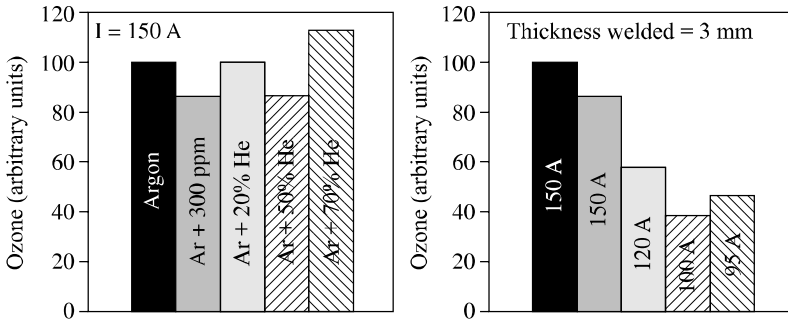 I = 150 A
Ozone (arbitrary units)
120
100
80
60
40
20
0
Argon
Ar + 300 ppm
Ar + 20% He
Ar + 50% He
Ar + 70% He
Thickness welded = 3 mm
Ozone (arbitrary units)
120
100
80
60
40
20
0
150 A
150 A
120 A
100 A
95 A